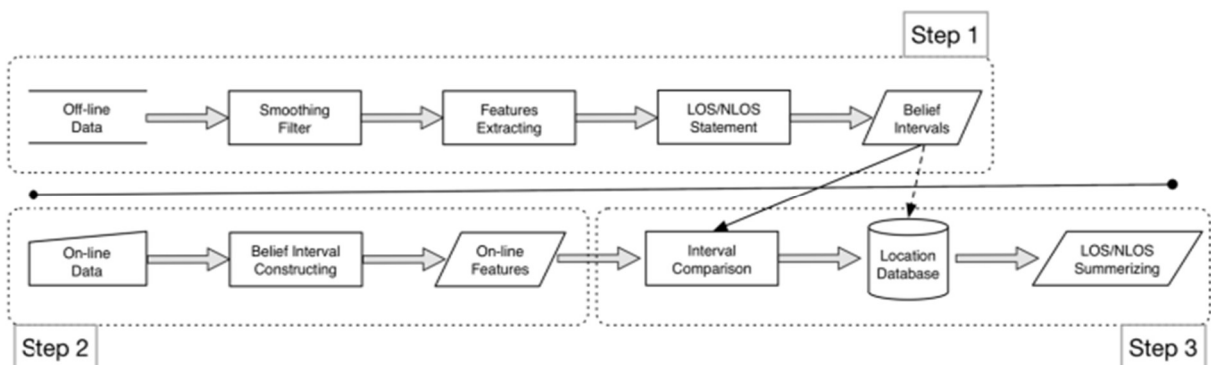 Step 1
Off-line
Data
Smoothing
Filter
Features
Extracting
LOS/NLOS
Statement
Belief
Intervals
On-line
Data
Belief Interval
Constructing
On-line
Features
Interval
Comparison
Location
Database
LOS/NLOS
Summerizing
Step 2
Step 3